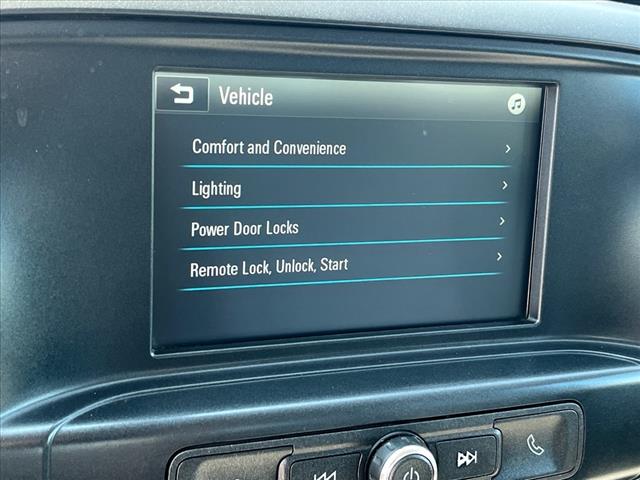 Vehicle
Comfort and Convenience
Lighting
Power Door Locks
Remote Lock, Unlock, Start